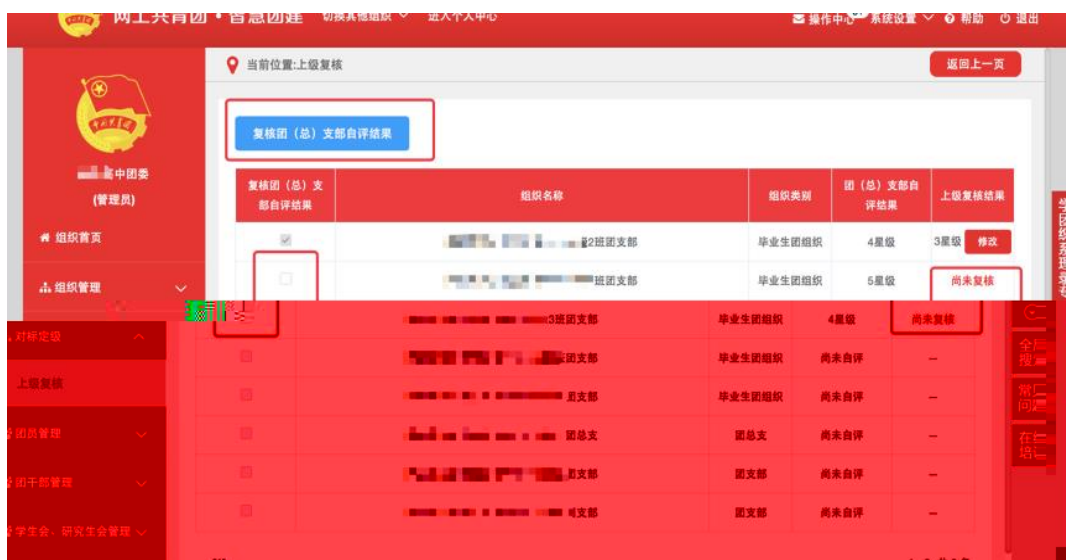 网上共青团·智慧团建 切换其他组织 进入个人中心 操作中心 系统设置 帮助 退出
当前位置:上级复核 返回上一页
复核团（总）支部自评结果
高中团委
(管理员)
组织首页
组织管理
对标定级
上级复核
团员管理
团干部管理
学生会、研究生会管理
复核团（总）支部自评结果 组织名称 组织类别 团（总）支部自评结果 上级复核结果
2班团支部 毕业生团组织 4星级 3星级 修改
班团支部 毕业生团组织 5星级 尚未复核
3班团支部 毕业生团组织 4星级 尚未复核
团支部 毕业生团组织 尚未自评 --
团支部 毕业生团组织 尚未自评 --
团总支 团总支 尚未自评 --
团支部 团支部 尚未自评 --
团支部 团支部 尚未自评 --